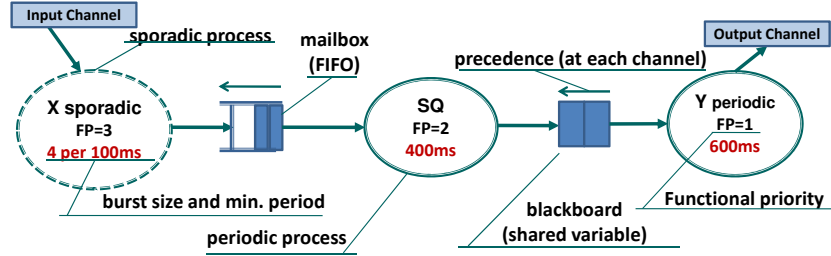 Input Channel
sporadic process
mailbox
(FIFO)
precedence (at each channel)
Output Channel
X sporadic
FP=3
4 per 100ms
SQ
FP=2
400ms
Y periodic
FP=1
600ms
burst size and min. period
periodic process
blackboard
(shared variable)
Functional priority